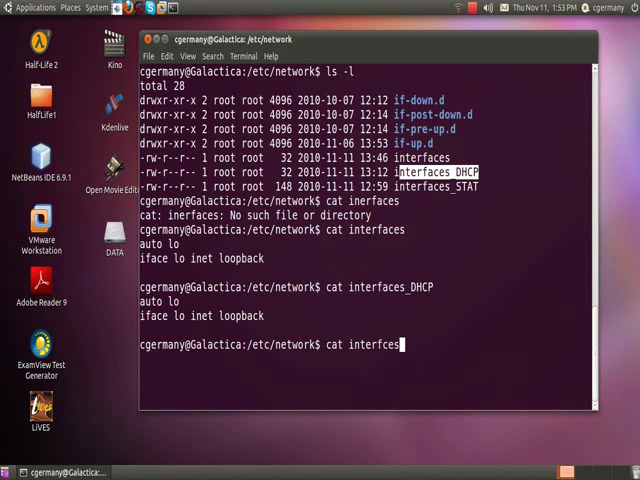 Applications Places System
Thu Nov 11, 1:53 PM cgermany
Half-Life 2
Kino
HalfLife1
Kdenlive
NetBeans IDE 6.9.1
Open Movie Edit
VMware
Workstation
DATA
Adobe Reader 9
ExamView Test
Generator
LiVES
cgermany@Galactica: /etc/network
File Edit View Search Terminal Help
cgermany@Galactica:/etc/network$ ls -l
total 28
drwxr-xr-x 2 root root 4096 2010-10-07 12:12 if-down.d
drwxr-xr-x 2 root root 4096 2010-10-07 12:14 if-post-down.d
drwxr-xr-x 2 root root 4096 2010-10-07 12:14 if-pre-up.d
drwxr-xr-x 2 root root 4096 2010-11-06 13:53 if-up.d
-rw-r--r-- 1 root root 32 2010-11-11 13:46 interfaces
-rw-r--r-- 1 root root 32 2010-11-11 13:12 interfaces_DHCP
-rw-r--r-- 1 root root 148 2010-11-11 12:59 interfaces_STAT
cgermany@Galactica:/etc/network$ cat inerfaces
cat: inerfaces: No such file or directory
cgermany@Galactica:/etc/network$ cat interfaces
auto lo
iface lo inet loopback
cgermany@Galactica:/etc/network$ cat interfaces_DHCP
auto lo
iface lo inet loopback
cgermany@Galactica:/etc/network$ cat interfces
cgermany@Galactica:/...